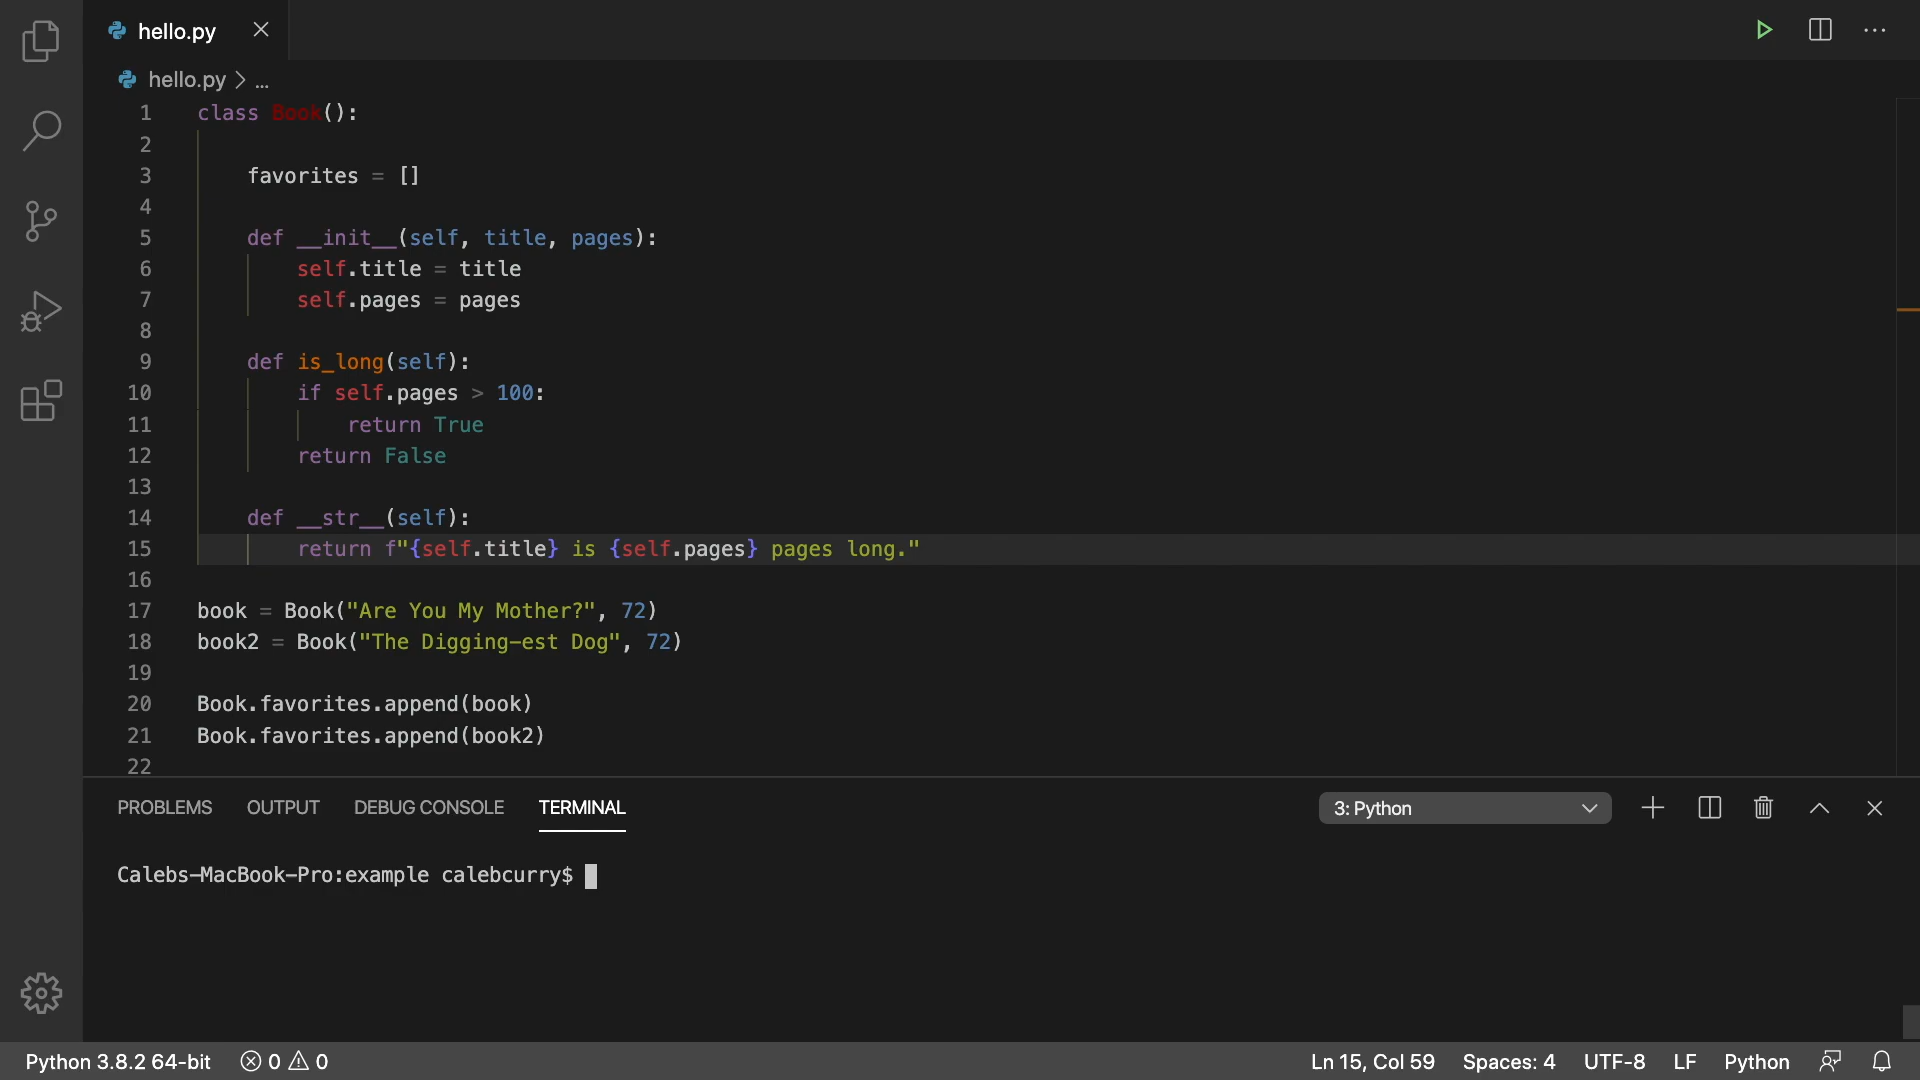 hello.py
hello.py > ...
1 class Book():
2
3     favorites = []
4
5     def __init__(self, title, pages):
6         self.title = title
7         self.pages = pages
8
9     def is_long(self):
10         if self.pages > 100:
11             return True
12         return False
13
14     def __str__(self):
15         return f"{self.title} is {self.pages} pages long."
16
17 book = Book("Are You My Mother?", 72)
18 book2 = Book("The Digging-est Dog", 72)
19
20 Book.favorites.append(book)
21 Book.favorites.append(book2)
22
PROBLEMS OUTPUT DEBUG CONSOLE TERMINAL 3: Python
Calebs-MacBook-Pro:example calebcurry$
Python 3.8.2 64-bit 0 0 Ln 15, Col 59 Spaces: 4 UTF-8 LF Python